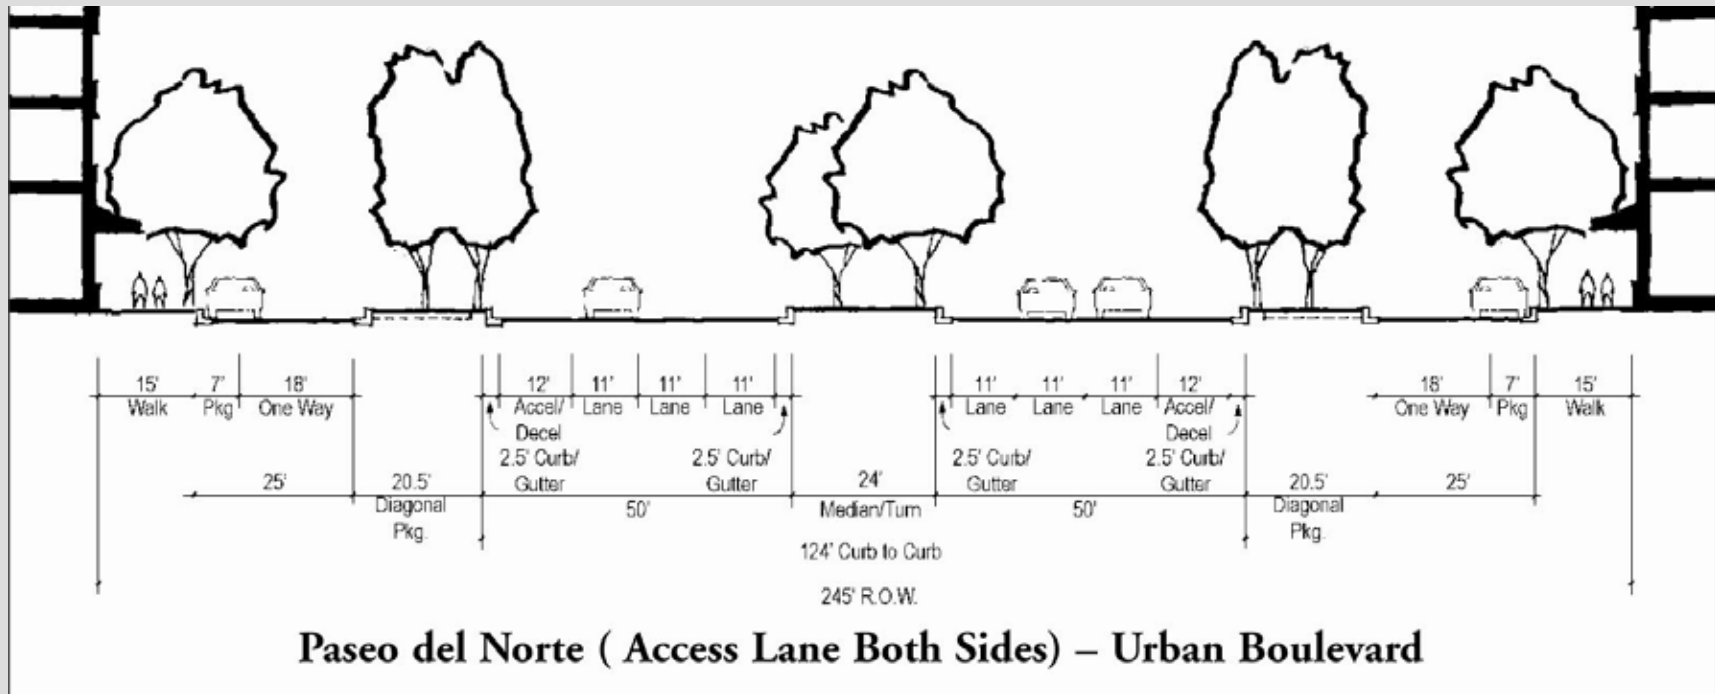 15' 7' 18' 12' 11' 11' 11' 11' 11' 11' 12' 18' 7' 15'
Walk Pkg One Way Accel/ Lane Lane Lane Lane Lane Lane Accel/ One Way Pkg Walk
Decel Decel
2.5' Curb/ 2.5' Curb/ 2.5' Curb/ 2.5' Curb/
Gutter Gutter Gutter Gutter
25' 20.5' 24' 20.5' 25'
Diagonal 50' Median/Turn 50' Diagonal
Pkg. Pkg.
124' Curb to Curb
245' R.O.W.
Paseo del Norte ( Access Lane Both Sides) – Urban Boulevard